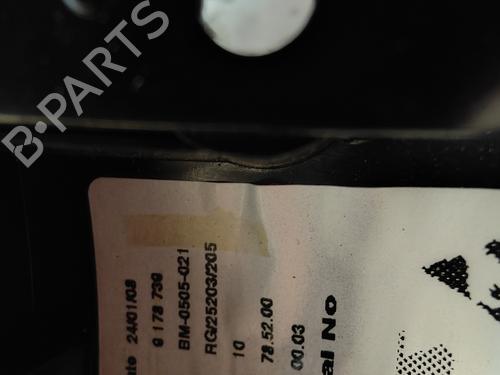 B-PARTS
24/01/08
9 178 739
BM-0505-021
RG/25203/205
10
78.52.00
00.03
al No